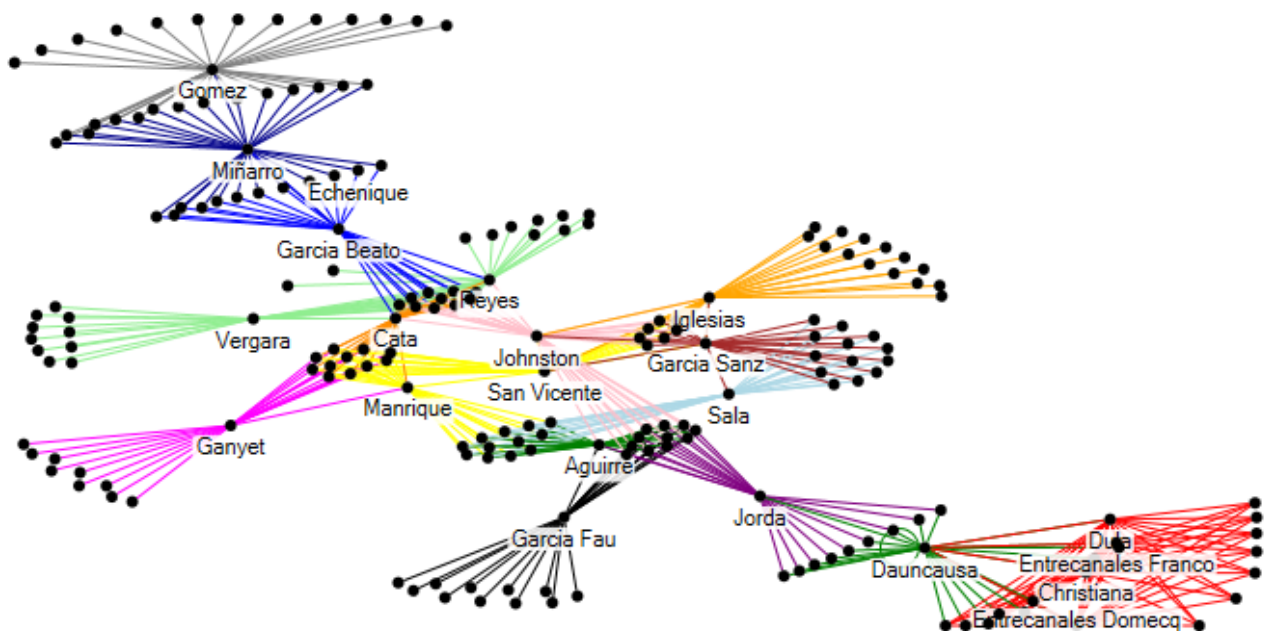 Gomez
Miñarro
Echenique
Garcia Beato
Reyes
Vergara
Cata
Iglesias
Johnston
Garcia Sanz
San Vicente
Manrique
Sala
Ganyet
Aguirre
Jorda
Garcia Fau
Dula
Dauncausa
Entrecanales Franco
Christiana
Entrecanales Domecq